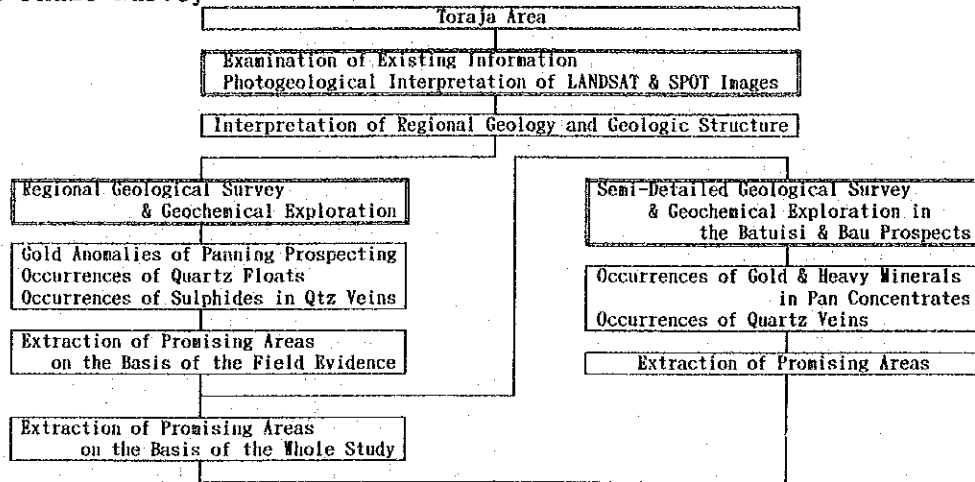 Toraja Area
Examination of Existing Information
Photogeological Interpretation of LANDSAT & SPOT Images
Interpretation of Regional Geology and Geologic Structure
Regional Geological Survey
& Geochemical Exploration
Gold Anomalies of Panning Prospecting
Occurrences of Quartz Floats
Occurrences of Sulphides in Qtz Veins
Extraction of Promising Areas
on the Basis of the Field Evidence
Extraction of Promising Areas
on the Basis of the Whole Study
Semi-Detailed Geological Survey
& Geochemical Exploration in
the Batuisi & Bau Prospects
Occurrences of Gold & Heavy Minerals
in Pan Concentrates
Occurrences of Quartz Veins
Extraction of Promising Areas